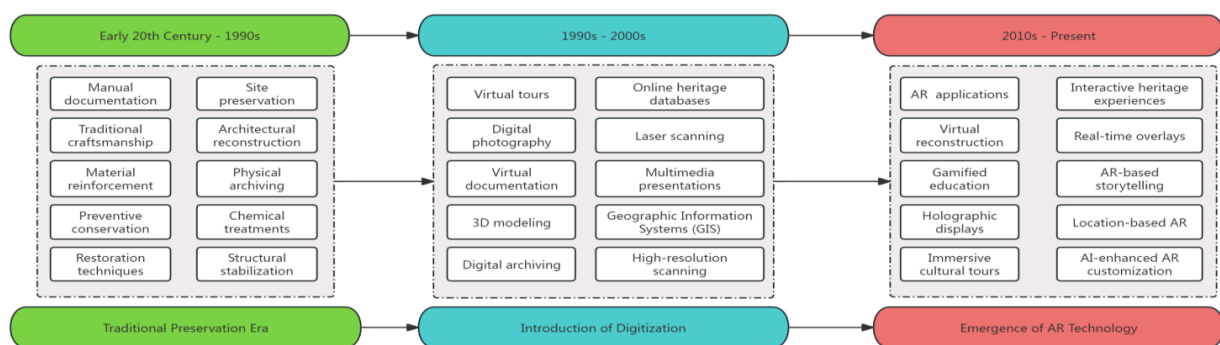 Early 20th Century - 1990s
1990s - 2000s
2010s - Present
Manual
documentation
Site
preservation
Traditional
craftsmanship
Architectural
reconstruction
Material
reinforcement
Physical
archiving
Preventive
conservation
Chemical
treatments
Restoration
techniques
Structural
stabilization
Virtual tours
Online heritage
databases
Digital
photography
Laser scanning
Virtual
documentation
Multimedia
presentations
3D modeling
Geographic Information
Systems (GIS)
Digital archiving
High-resolution
scanning
AR applications
Interactive heritage
experiences
Virtual
reconstruction
Real-time overlays
Gamified
education
AR-based
storytelling
Holographic
displays
Location-based AR
Immersive
cultural tours
AI-enhanced AR
customization
Traditional Preservation Era
Introduction of Digitization
Emergence of AR Technology